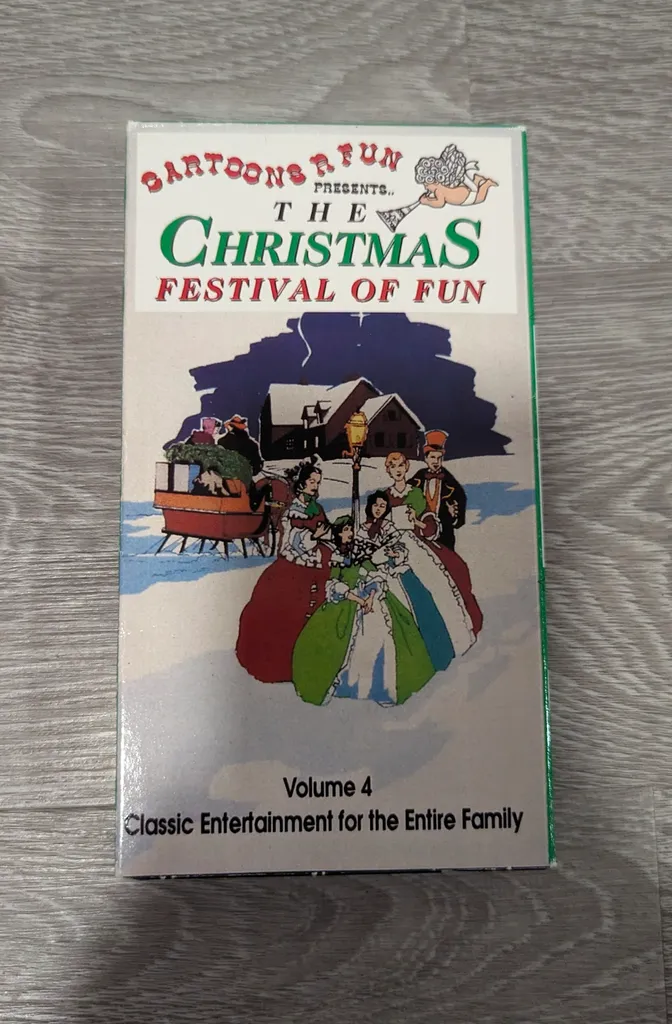 CARTOONS R FUN
PRESENTS..
THE
CHRISTMAS
FESTIVAL OF FUN
Volume 4
Classic Entertainment for the Entire Family